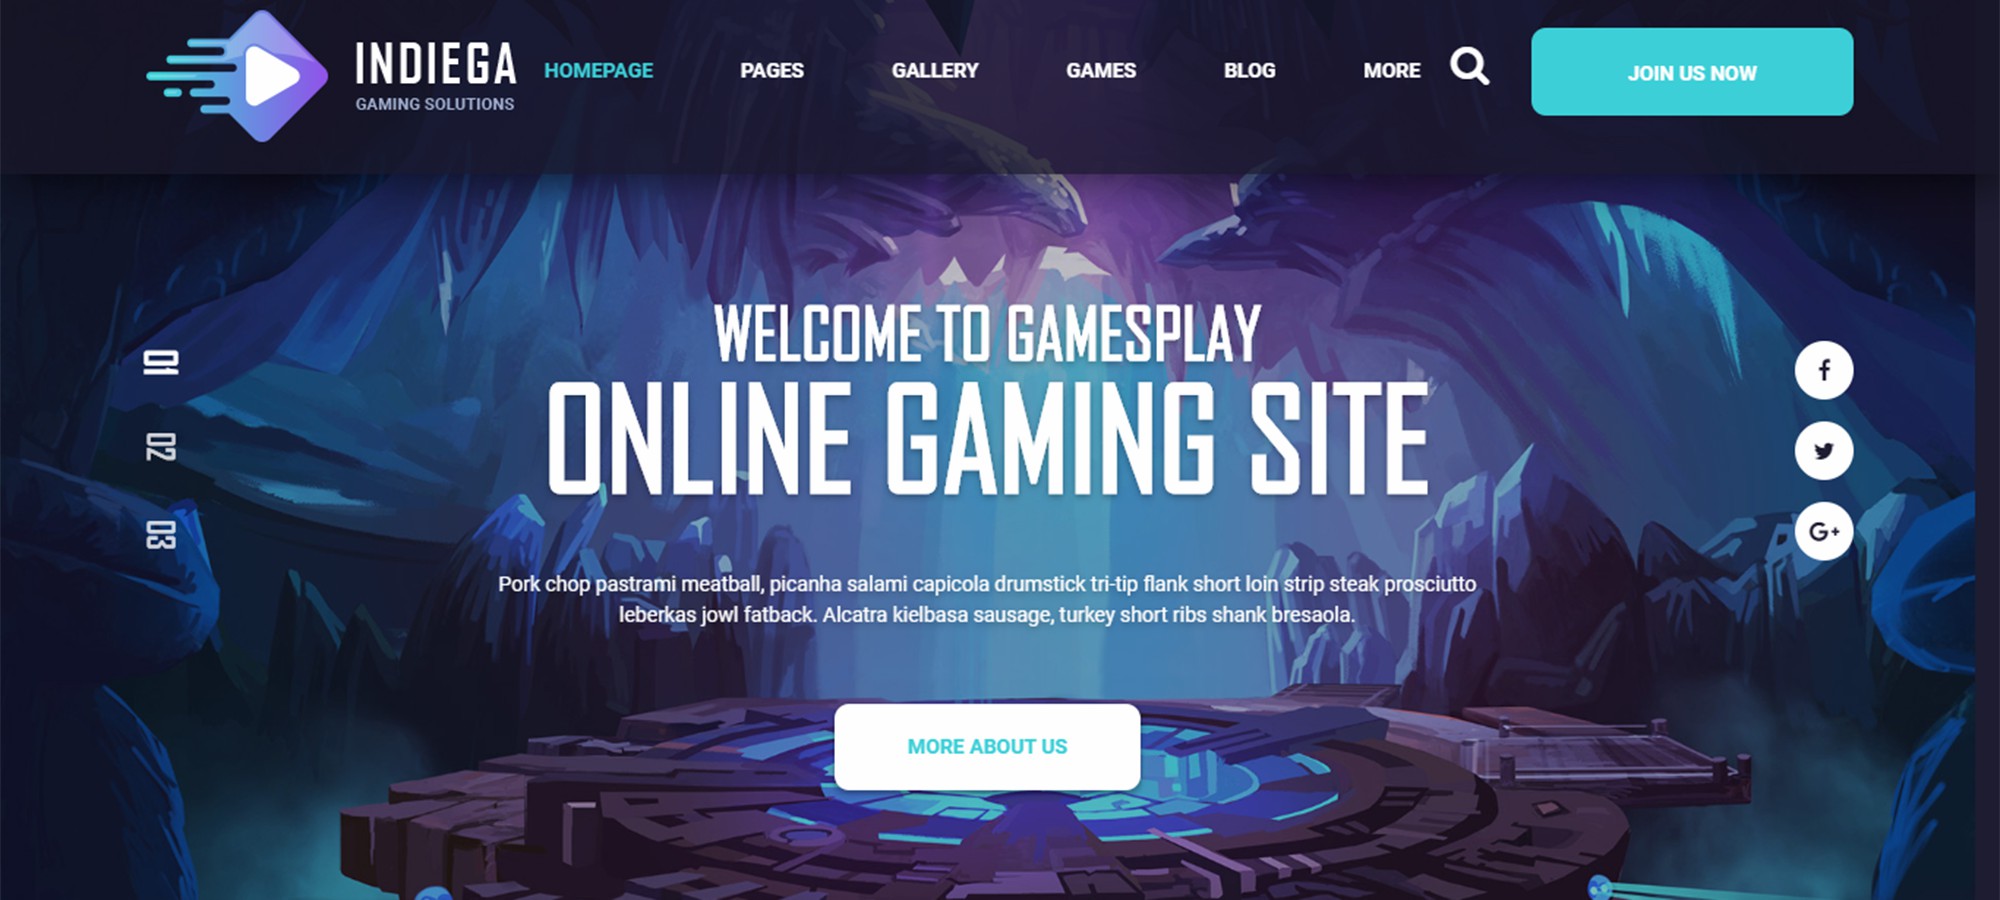 INDIEGA
GAMING SOLUTIONS
HOMEPAGE PAGES GALLERY GAMES BLOG MORE JOIN US NOW
WELCOME TO GAMESPLAY
ONLINE GAMING SITE
01
02
03
G+
Pork chop pastrami meatball, picanha salami capicola drumstick tri-tip flank short loin strip steak prosciutto
leberkas jowl fatback. Alcatra kielbasa sausage, turkey short ribs shank bresaola.
MORE ABOUT US